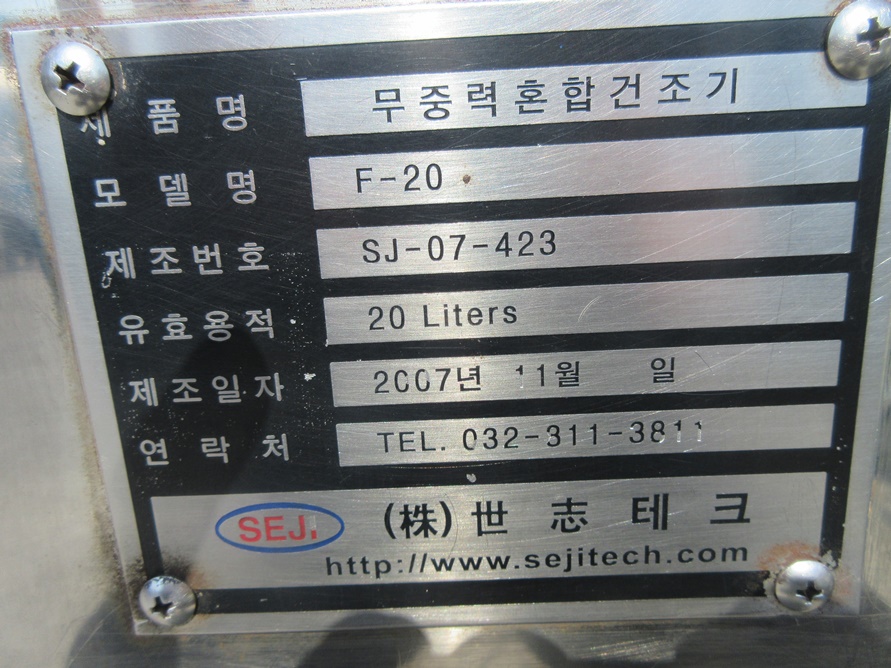 제품명 무중력혼합건조기
모델명 F-20
제조번호 SJ-07-423
유효용적 20 Liters
제조일자 2007년 11월 일
연락처 TEL. 032-311-3811
SEJI (株)世志테크
http://www.sejitech.com